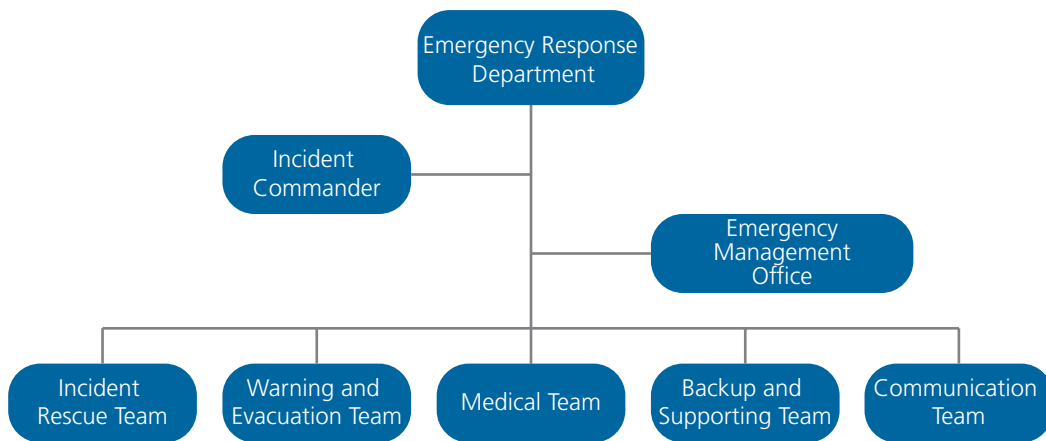 Emergency Response
Department
Incident
Commander
Emergency
Management
Office
Incident
Rescue Team
Warning and
Evacuation Team
Medical Team
Backup and
Supporting Team
Communication
Team